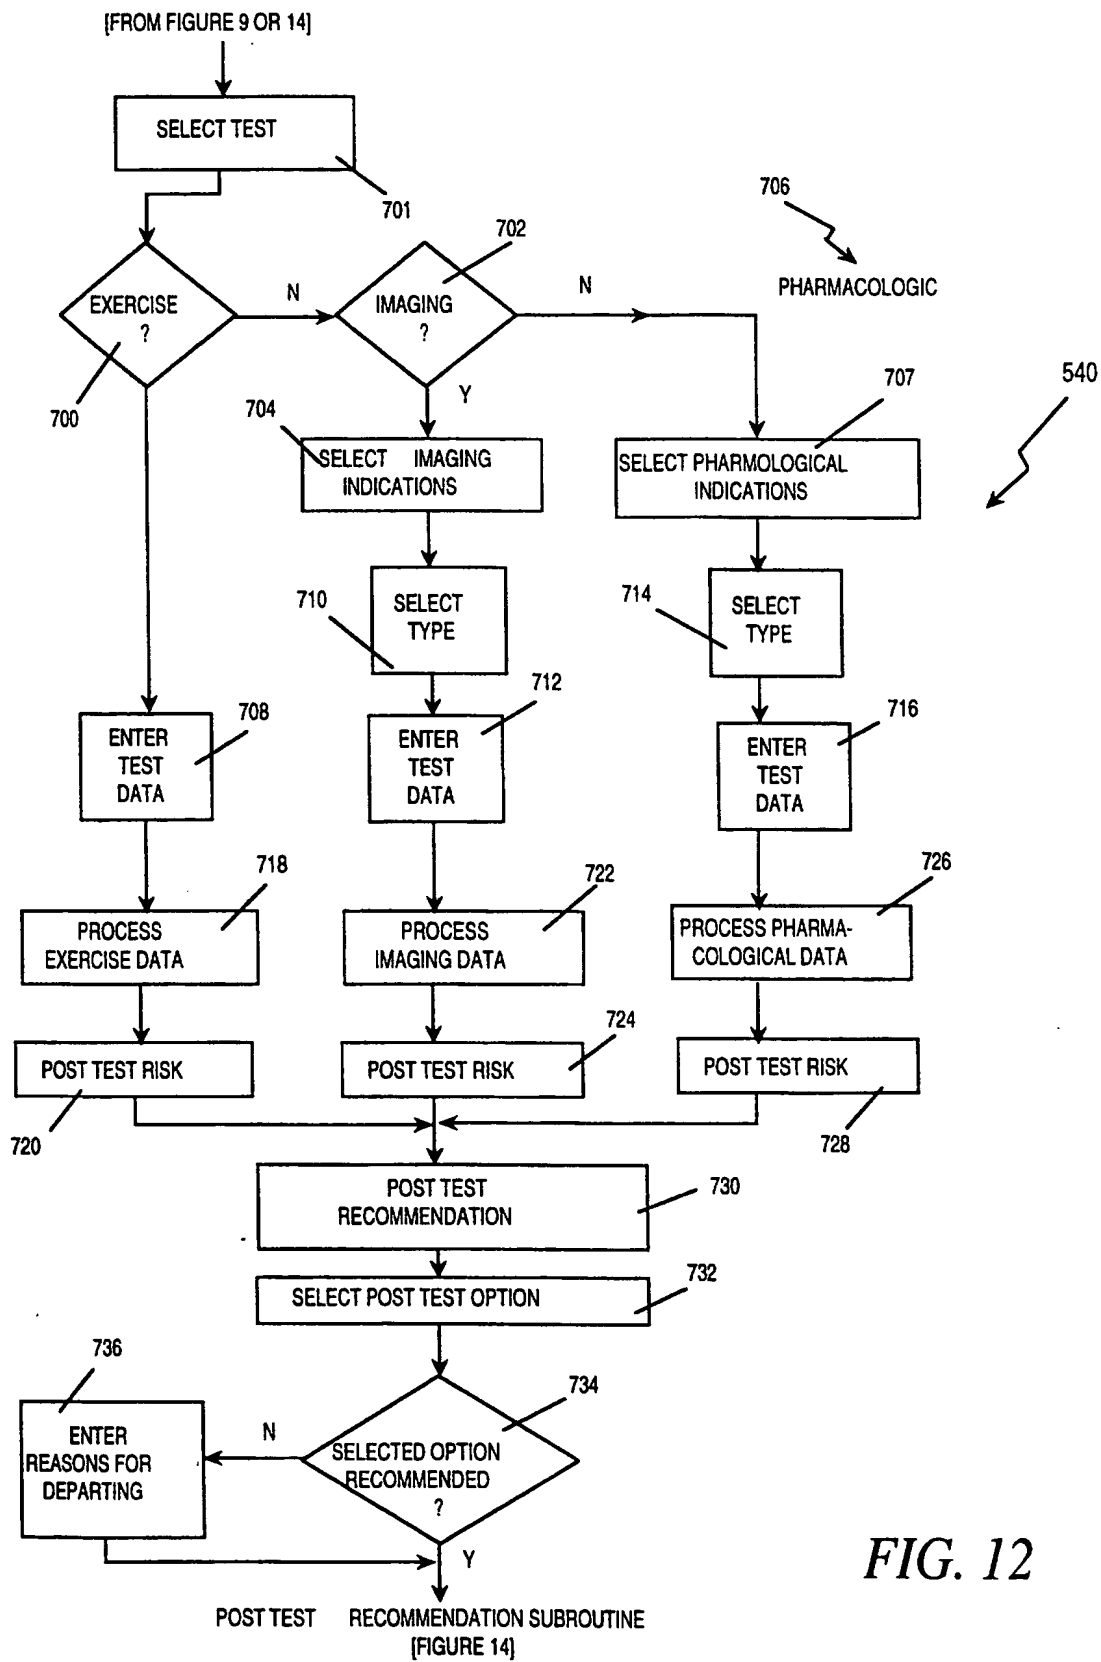 [FROM FIGURE 9 OR 14]
SELECT TEST
701
706
PHARMACOLOGIC
702
EXERCISE
?
700
N
IMAGING
?
N
Y
540
704
SELECT IMAGING
INDICATIONS
707
SELECT PHARMOLOGICAL
INDICATIONS
710
SELECT
TYPE
714
SELECT
TYPE
708
ENTER
TEST
DATA
712
ENTER
TEST
DATA
716
ENTER
TEST
DATA
718
PROCESS
EXERCISE DATA
722
PROCESS
IMAGING DATA
726
PROCESS PHARMA-
COLOGICAL DATA
POST TEST RISK
720
724
POST TEST RISK
POST TEST RISK
728
POST TEST
RECOMMENDATION
730
SELECT POST TEST OPTION
732
736
ENTER
REASONS FOR
DEPARTING
N
734
SELECTED OPTION
RECOMMENDED
?
Y
POST TEST RECOMMENDATION SUBROUTINE
[FIGURE 14]
FIG. 12